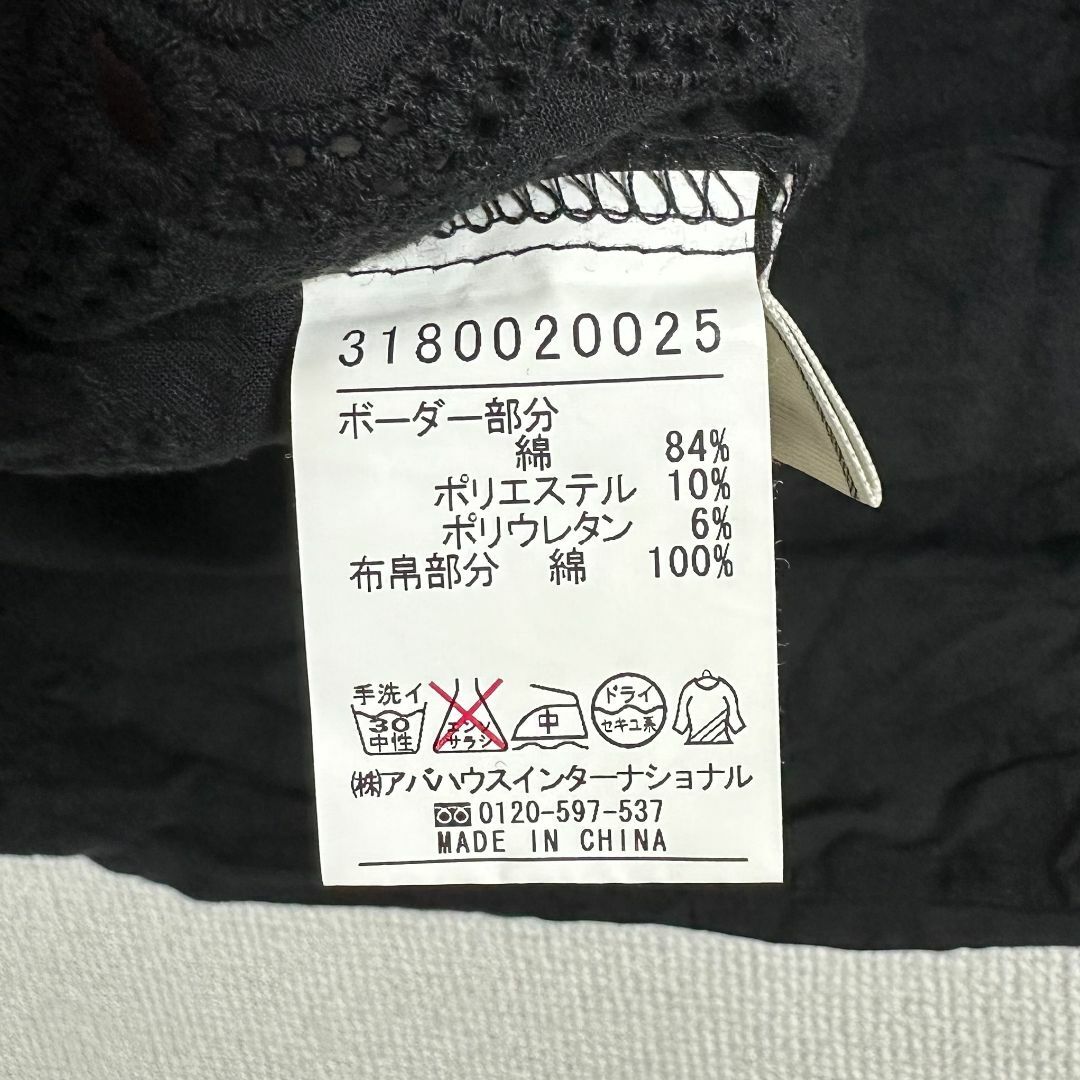 3180020025
ボーダー部分
綿 84%
ポリエステル 10%
ポリウレタン 6%
布帛部分 綿 100%
手洗イ 30 中性
エンソ サラシ
中
ドライ セキユ系
㈱アバハウスインターナショナル
0120-597-537
MADE IN CHINA